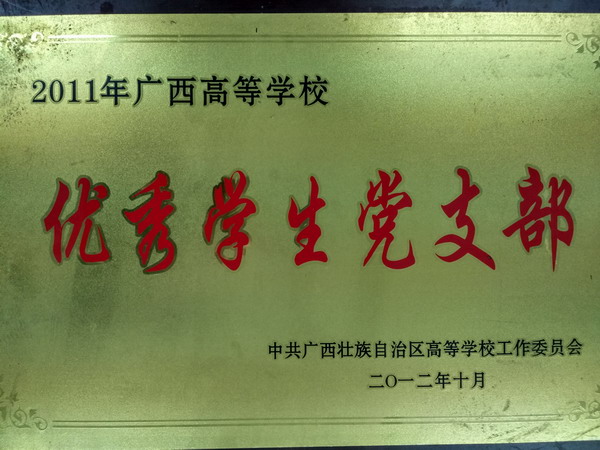 2011年广西高等学校
优秀学生党支部
中共广西壮族自治区高等学校工作委员会
二〇一二年十月